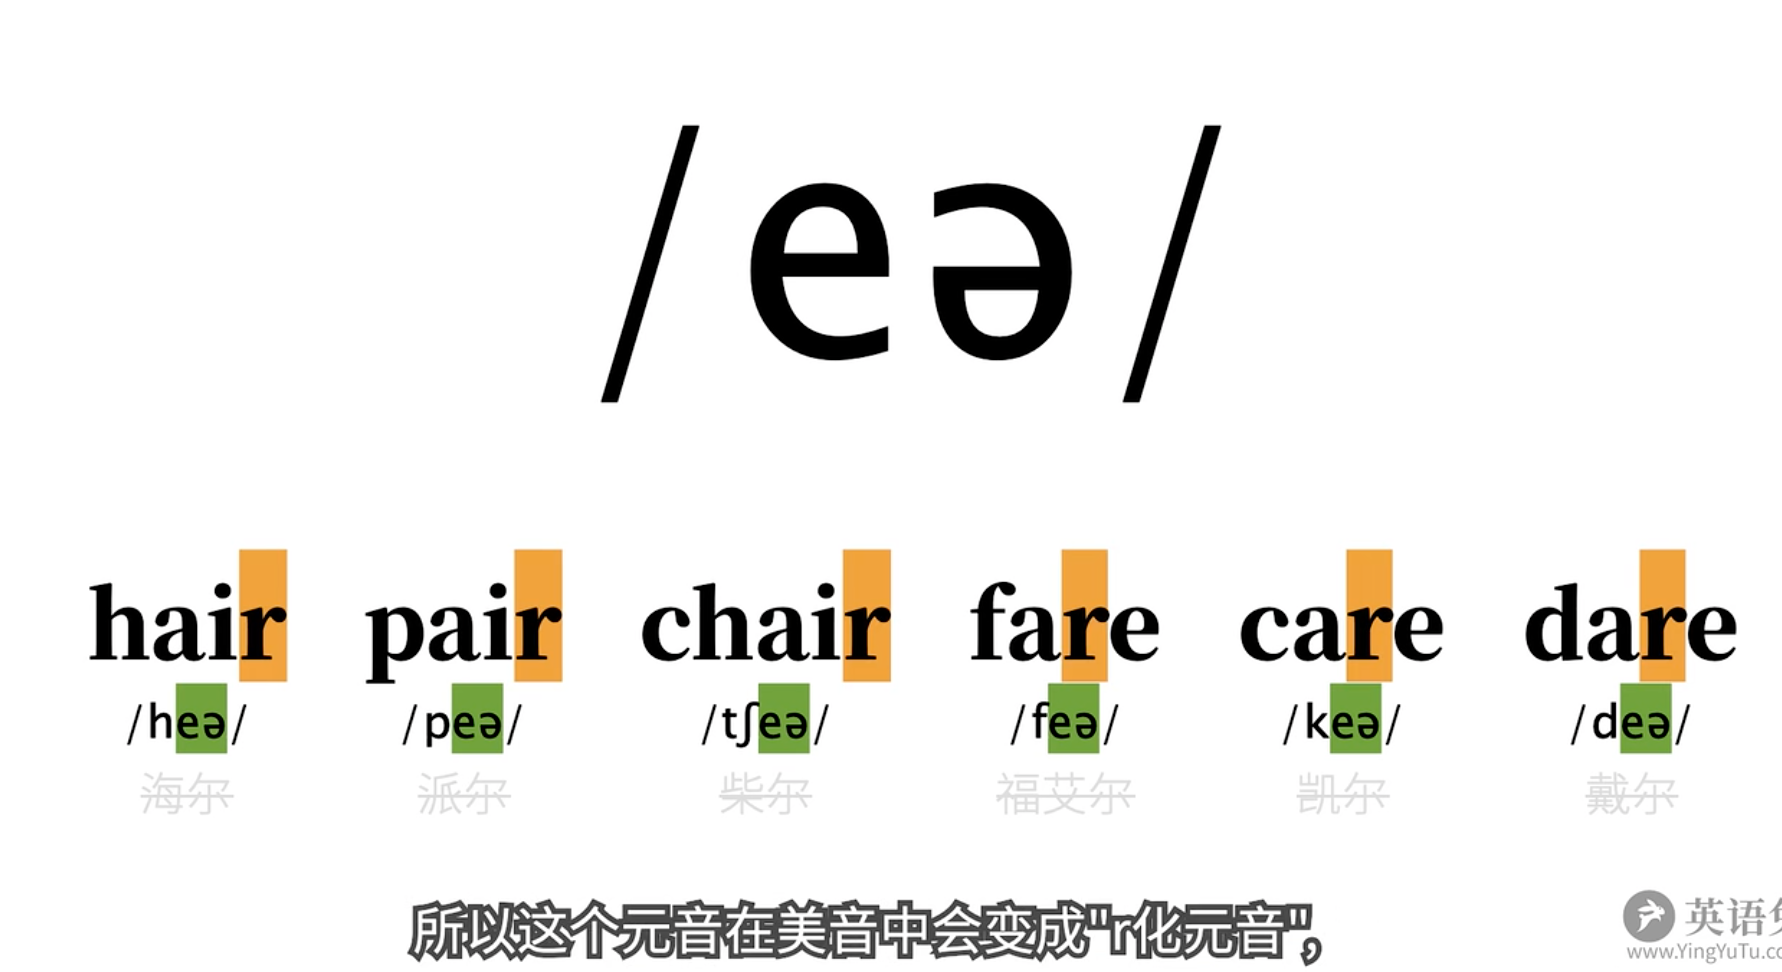 /eə/
hair pair chair fare care dare
/heə/ /peə/ /tʃeə/ /feə/ /keə/ /deə/
海尔 派尔 柴尔 福艾尔 凯尔 戴尔
所以这个元音在美音中会变成"r化元音",
英语
www.YingYuTu.co